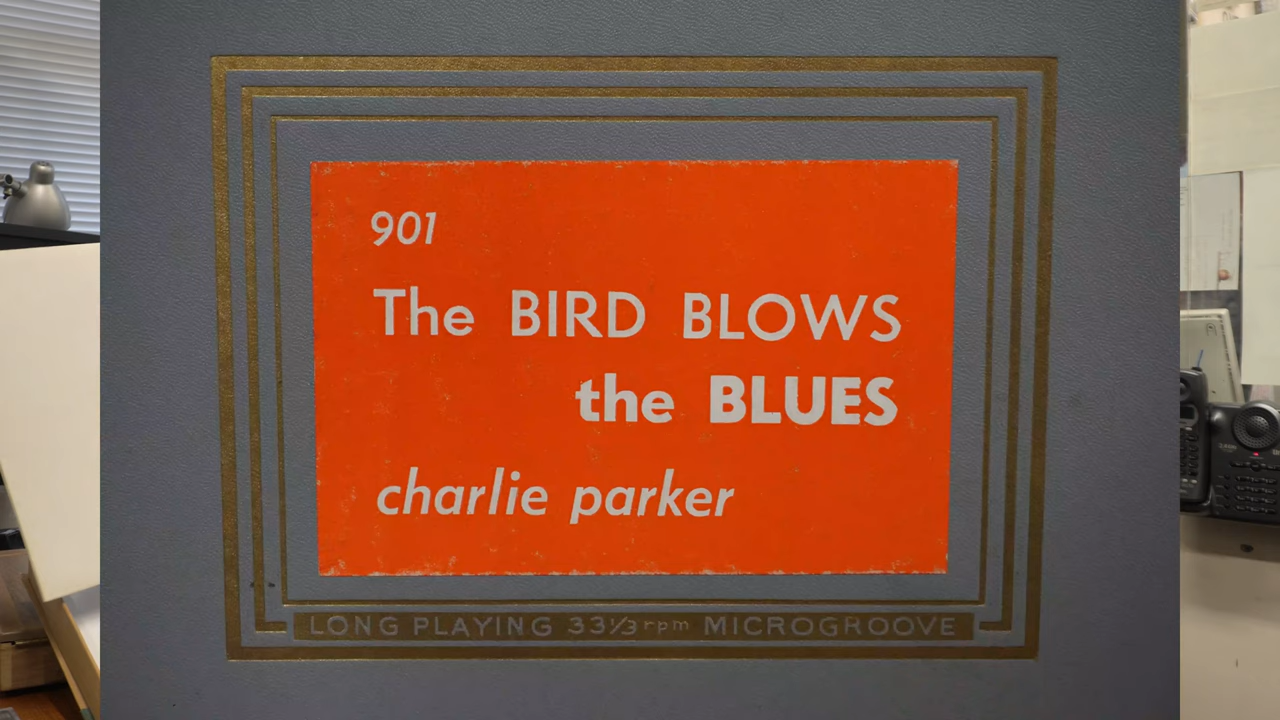 901
The BIRD BLOWS
the BLUES
charlie parker
LONG PLAYING 33⅓ rpm MICROGROOVE